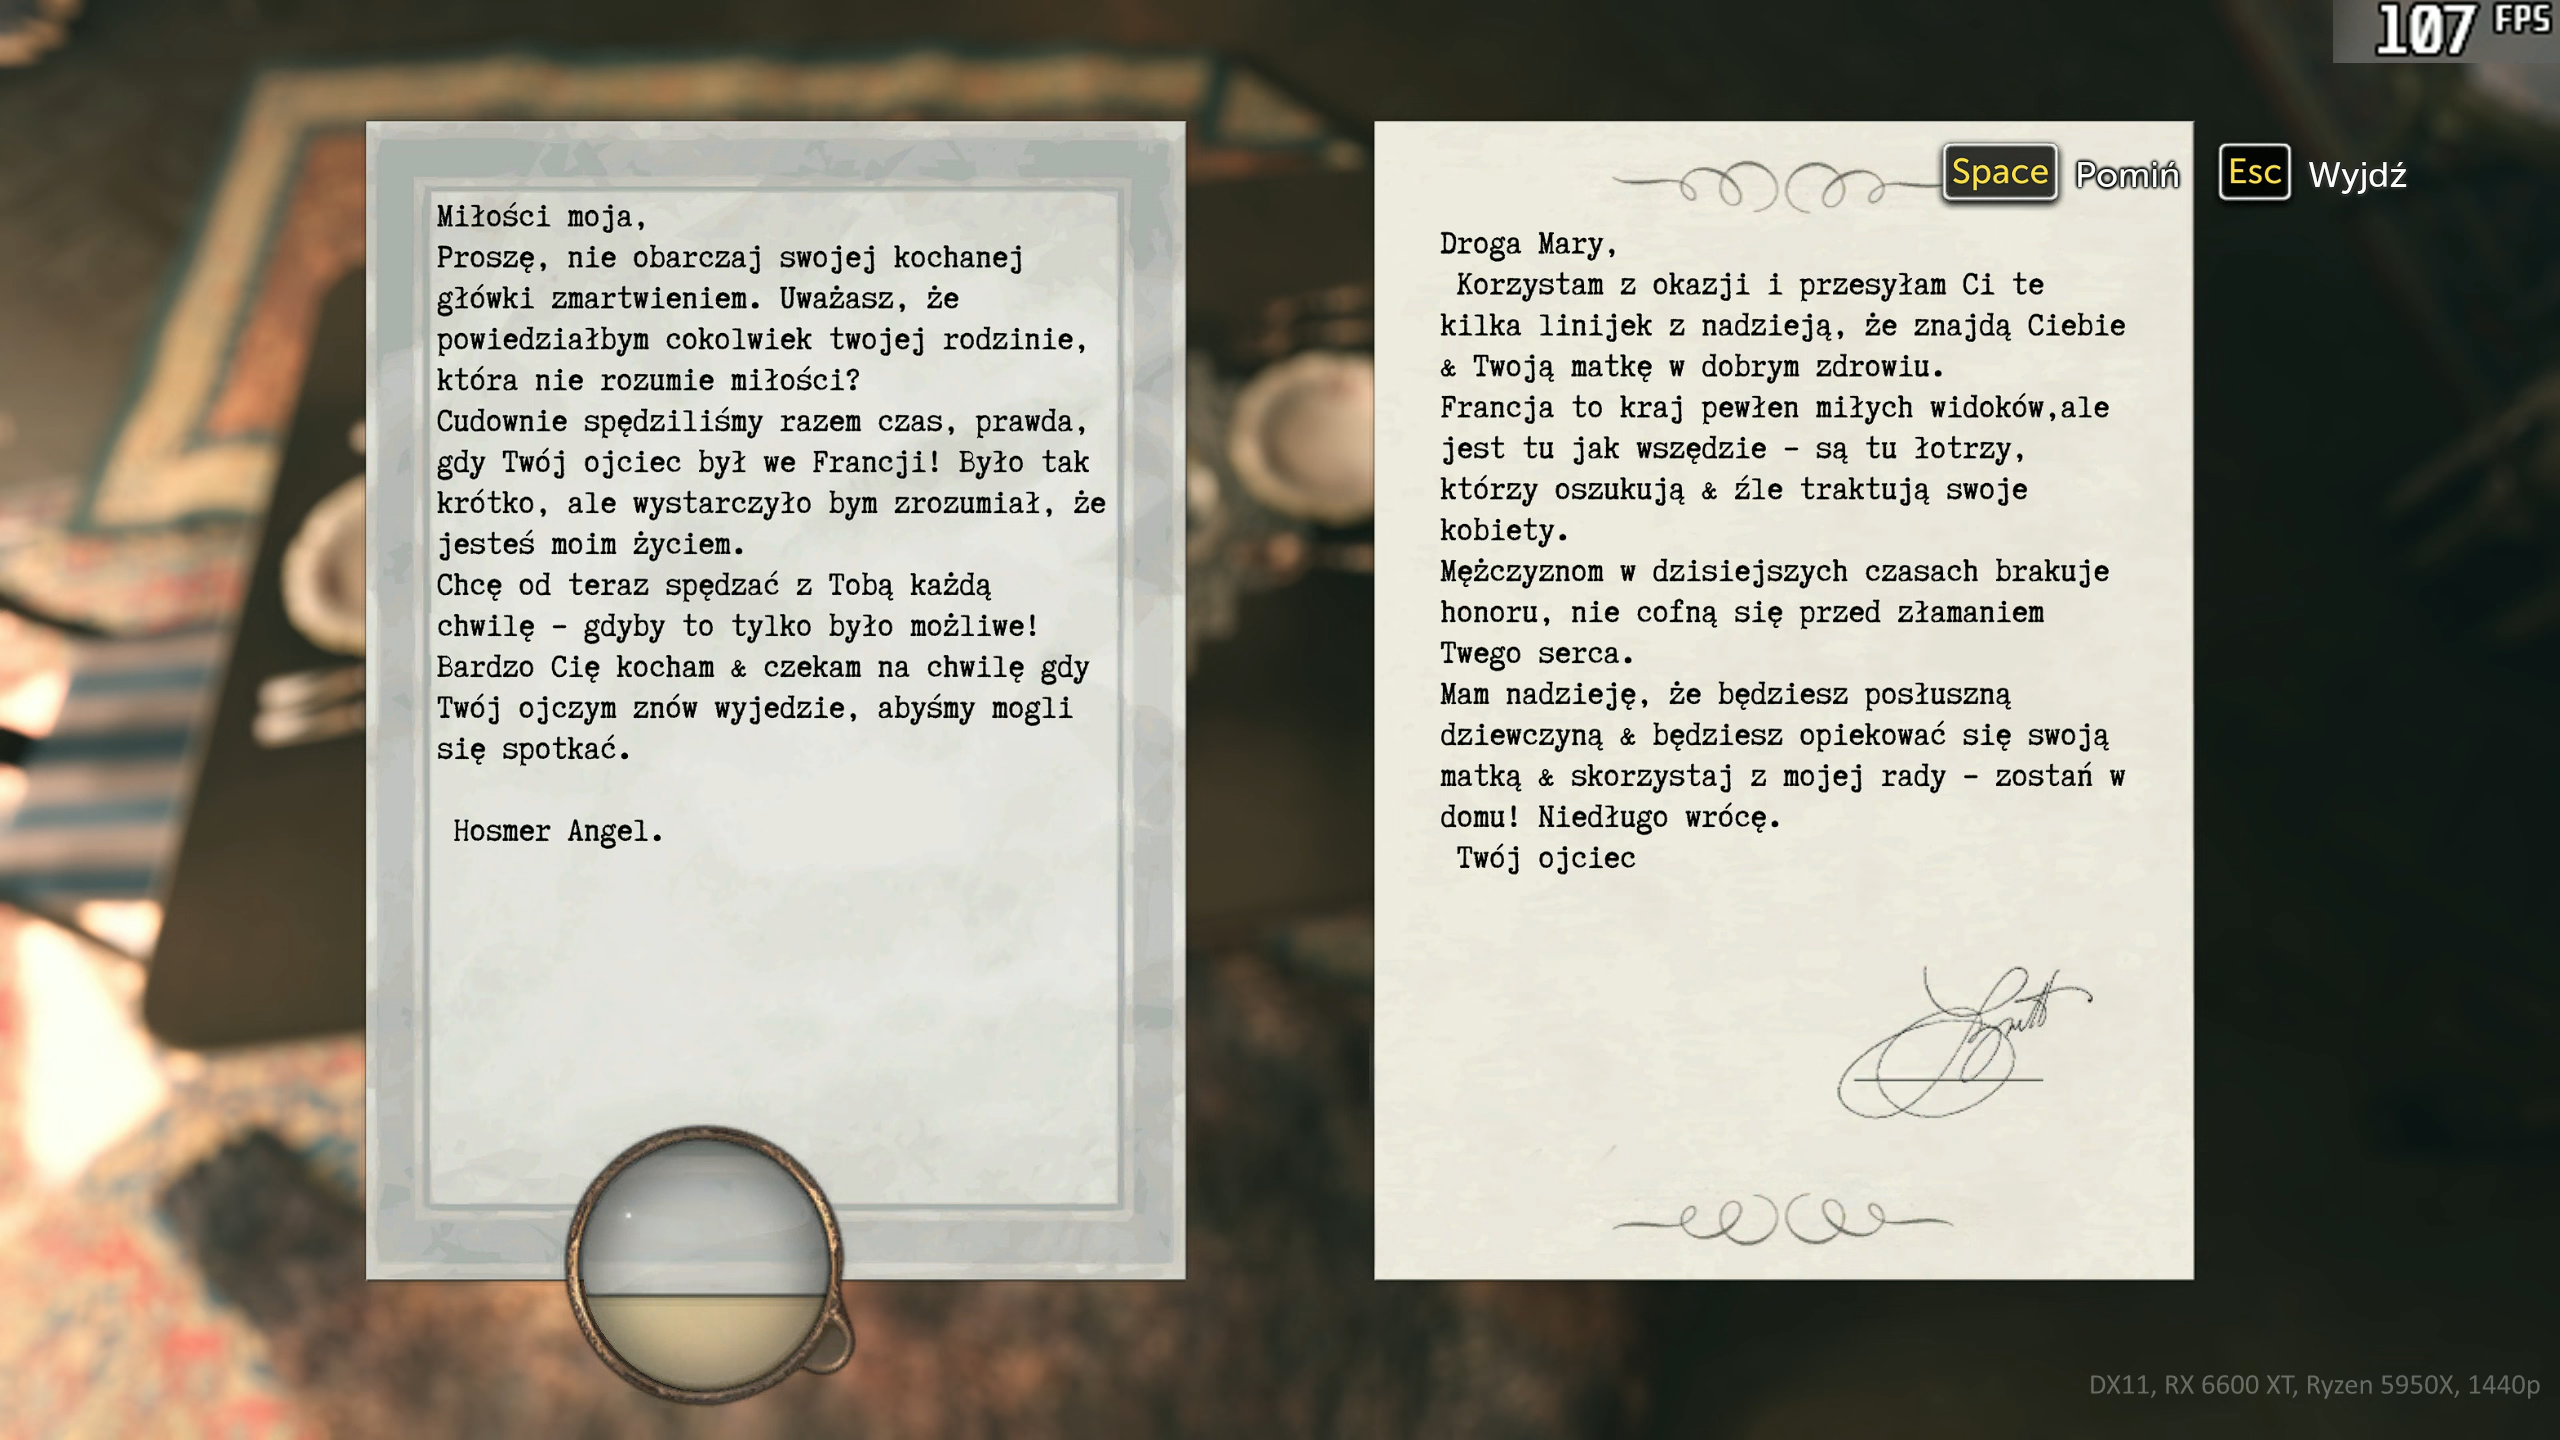 107 FPS
Space Pomiń Esc Wyjdź
Miłości moja,
Proszę, nie obarczaj swojej kochanej
główki zmartwieniem. Uważasz, że
powiedziałbym cokolwiek twojej rodzinie,
która nie rozumie miłości?
Cudownie spędziliśmy razem czas, prawda,
gdy Twój ojciec był we Francji! Było tak
krótko, ale wystarczyło bym zrozumiał, że
jesteś moim życiem.
Chcę od teraz spędzać z Tobą każdą
chwilę – gdyby to tylko było możliwe!
Bardzo Cię kocham & czekam na chwilę gdy
Twój ojczym znów wyjedzie, abyśmy mogli
się spotkać.
Hosmer Angel.
Droga Mary,
Korzystam z okazji i przesyłam Ci te
kilka linijek z nadzieją, że znajdą Ciebie
& Twoją matkę w dobrym zdrowiu.
Francja to kraj pewłen miłych widoków,ale
jest tu jak wszędzie – są tu łotrzy,
którzy oszukują & źle traktują swoje
kobiety.
Mężczyznom w dzisiejszych czasach brakuje
honoru, nie cofną się przed złamaniem
Twego serca.
Mam nadzieję, że będziesz posłuszną
dziewczyną & będziesz opiekować się swoją
matką & skorzystaj z mojej rady – zostań w
domu! Niedługo wrócę.
Twój ojciec
DX11, RX 6600 XT, Ryzen 5950X, 1440p